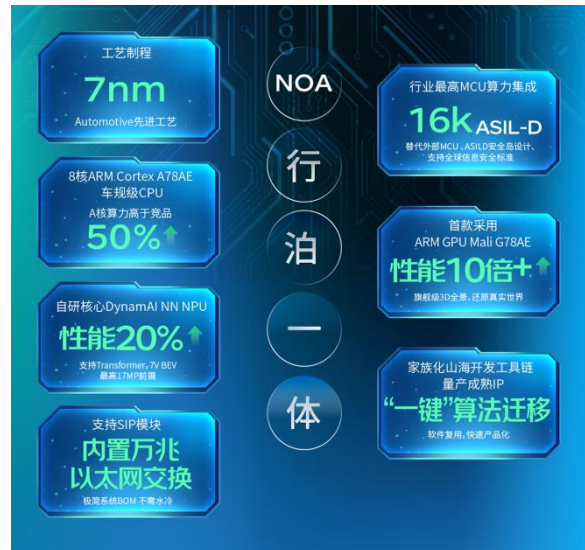 工艺制程
7nm
Automotive先进工艺
8核ARM Cortex A78AE
车规级CPU
A核算力高于竞品
50%↑
自研核心DynamAI NN NPU
性能20%↑
支持Transformer, 7V BEV
最高17MP前摄
支持SIP模块
内置万兆
以太网交换
极简系统BOM 不需水冷
NOA
行
泊
一
体
行业最高MCU算力集成
16k ASIL-D
替代外部MCU、ASILD安全岛设计、
支持全球信息安全标准
首款采用
ARM GPU Mali G78AE
性能10倍+↑
旗舰级3D全景,还原真实世界
家族化山海开发工具链
量产成熟IP
“一键”算法迁移
软件复用,快速产品化